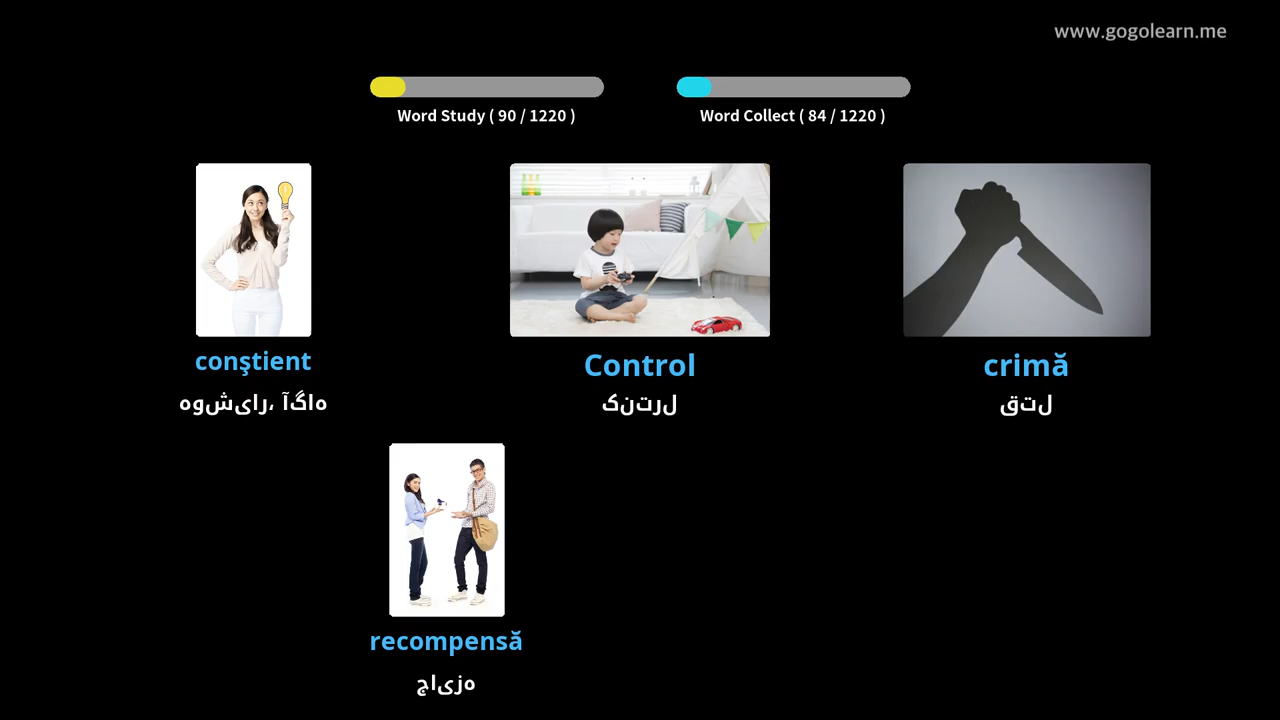 www.gogolearn.me
Word Study ( 90 / 1220 )
Word Collect ( 84 / 1220 )
conştient
هوشیار، آگاه
Control
کنترل
crimă
قتل
recompensă
جایزه